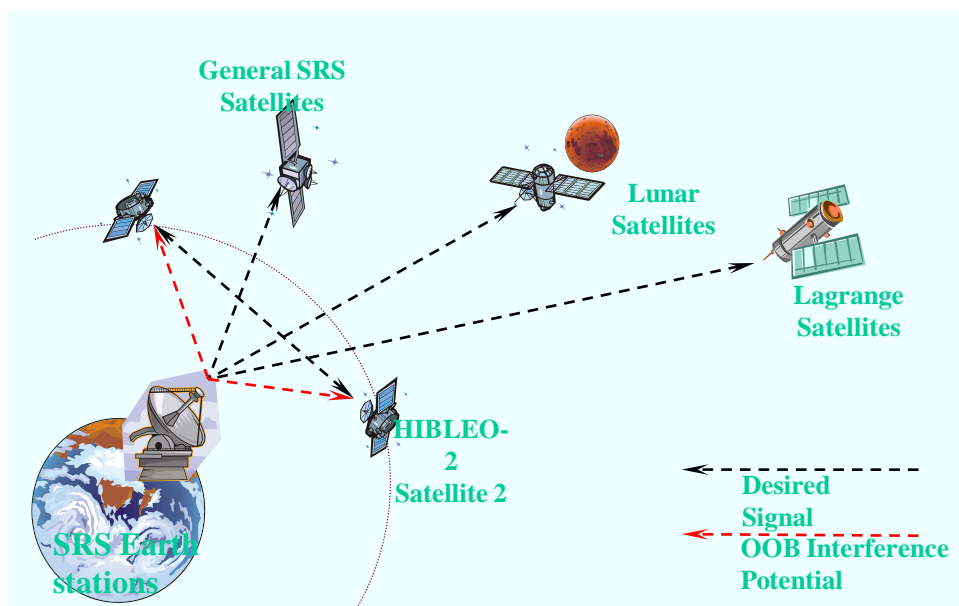 General SRS
Satellites
Lunar
Satellites
Lagrange
Satellites
HIBLEO-
2
Satellite 2
SRS Earth
stations
Desired
Signal
OOB Interference
Potential